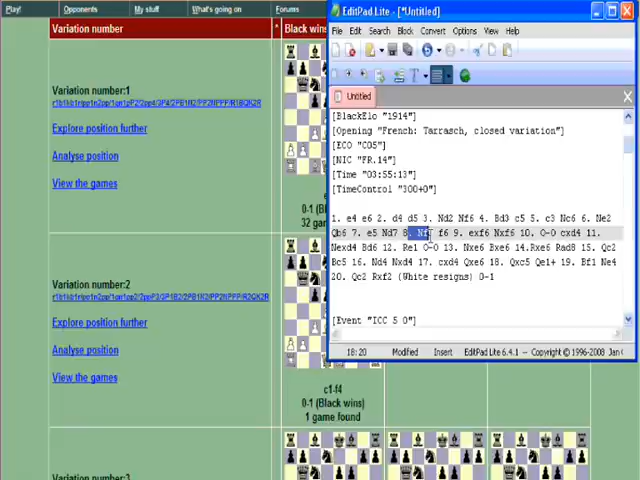 Play!
Opponents
My stuff
What's going on
Forums
Variation number
*
Black wins
Variation number:1
Explore position further
Analyse position
View the games
32 gam
Variation number:2
Explore position further
Analyse position
View the games
c1-f4
0-1 (Black wins)
1 game found
Variation number:3
EditPad Lite - [*Untitled]
File Edit Search Block Convert Options View Help
Untitled
[BlackElo "1914"]
[Opening "French: Tarrasch, closed variation"]
[ECO "C05"]
[NIC "FR.14"]
[Time "03:55:13"]
[TimeControl "300+0"]
1. e4 e6 2. d4 d5 3. Nd2 Nf6 4. Bd3 c5 5. c3 Nc6 6. Ne2
Qb6 7. e5 Nd7 8. Nf f6 9. exf6 Nxf6 10. O-O cxd4 11.
Nexd4 Bd6 12. Re1 O-O 13. Nxe6 Bxe6 14.Rxe6 Rad8 15. Qc2
Bc5 16. Nd4 Nxd4 17. cxd4 Qxe6 18. Qxc5 Qe1+ 19. Bf1 Ne4
20. Qc2 Rxf2 (White resigns) 0-1
[Event "ICC 5 0"]
18:20 Modified Insert EditPad Lite 6.4.1 - Copyright © 1996-2008 Jan